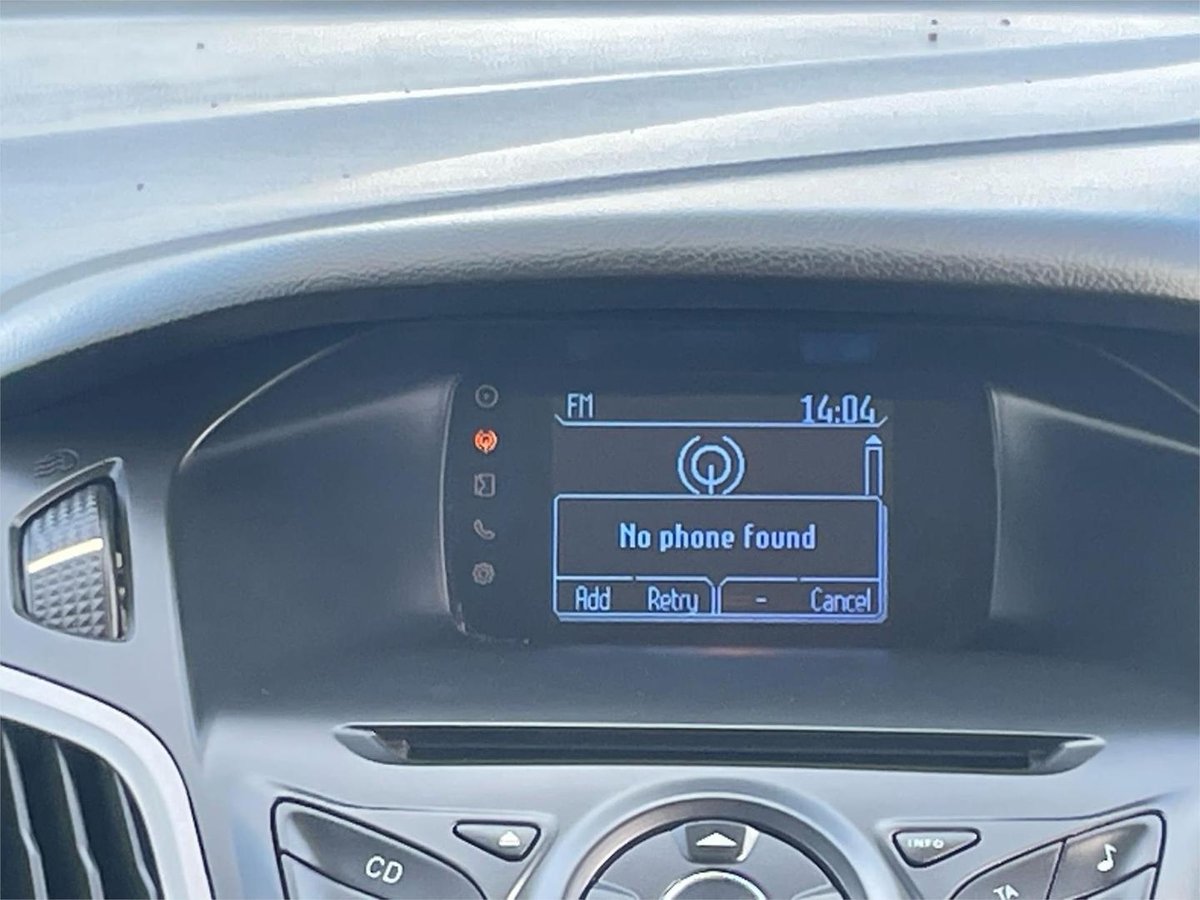 FM 14:04
No phone found
Add Retry - Cancel
CD
INFO
TA